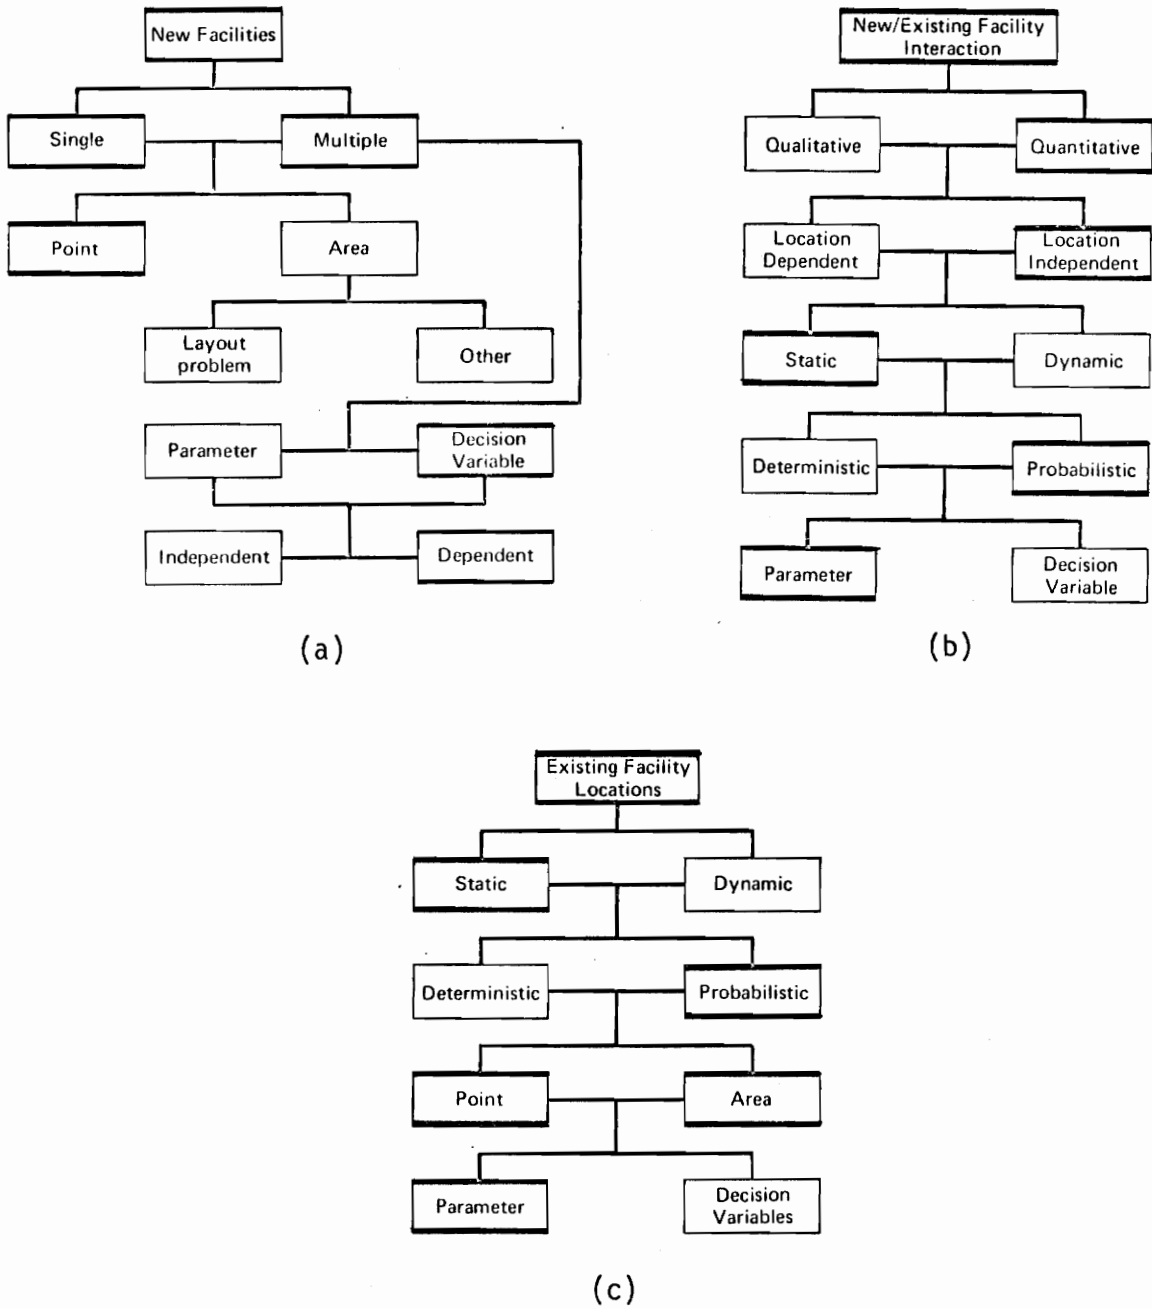 New Facilities
Single
Multiple
Point
Area
Layout
problem
Other
Parameter
Decision
Variable
Independent
Dependent
(a)
New/Existing Facility
Interaction
Qualitative
Quantitative
Location
Dependent
Location
Independent
Static
Dynamic
Deterministic
Probabilistic
Parameter
Decision
Variable
(b)
Existing Facility
Locations
Static
Dynamic
Deterministic
Probabilistic
Point
Area
Parameter
Decision
Variables
(c)